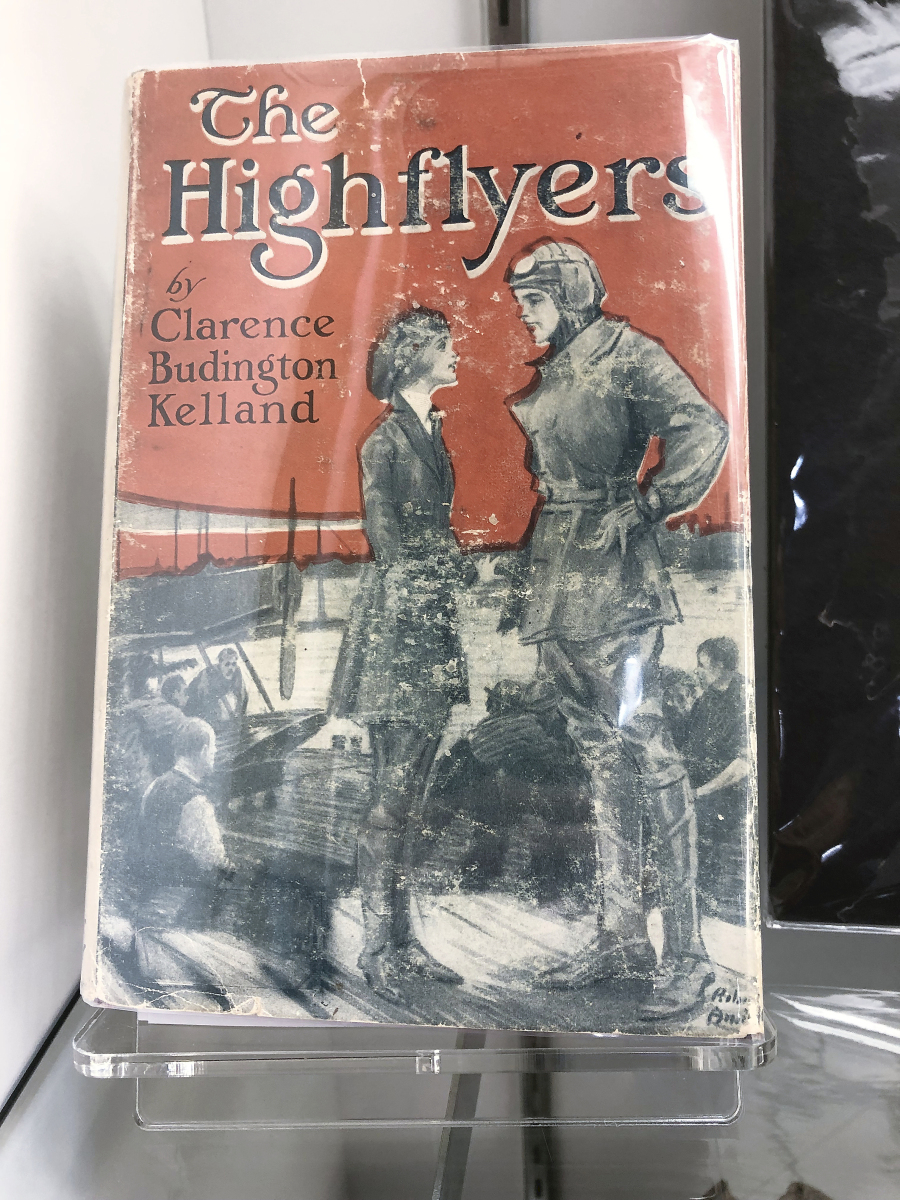 The
Highflyers
by
Clarence
Budington
Kelland